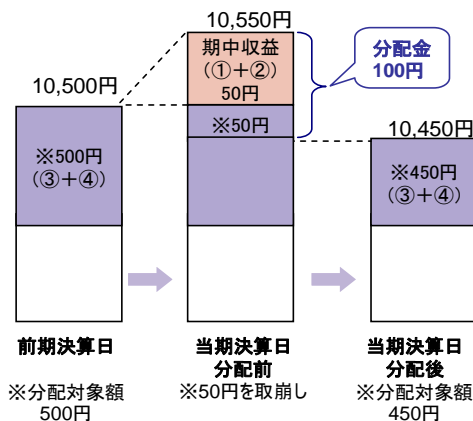 10,550円
期中収益
(①+②)
50円
分配金
100円
10,500円
※50円
10,450円
※500円
(③+④)
※450円
(③+④)
前期決算日
当期決算日
分配前
当期決算日
分配後
※分配対象額
500円
※50円を取崩し
※分配対象額
450円